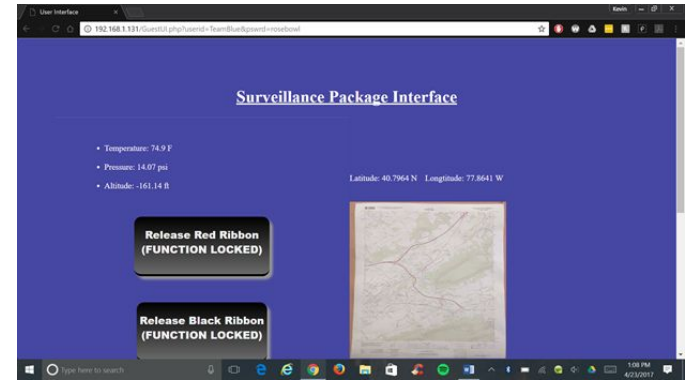 User Interface
Kevin
192.168.1.131/GuestUI.php?userid=TeamBlue&pswrd=rosebowl
Surveillance Package Interface
• Temperature: 74.9 F
• Pressure: 14.07 psi
• Altitude: -161.14 ft
Latitude: 40.7964 N Longtitude: 77.8641 W
Release Red Ribbon
(FUNCTION LOCKED)
Release Black Ribbon
(FUNCTION LOCKED)
Type here to search
1:08 PM
4/23/2017